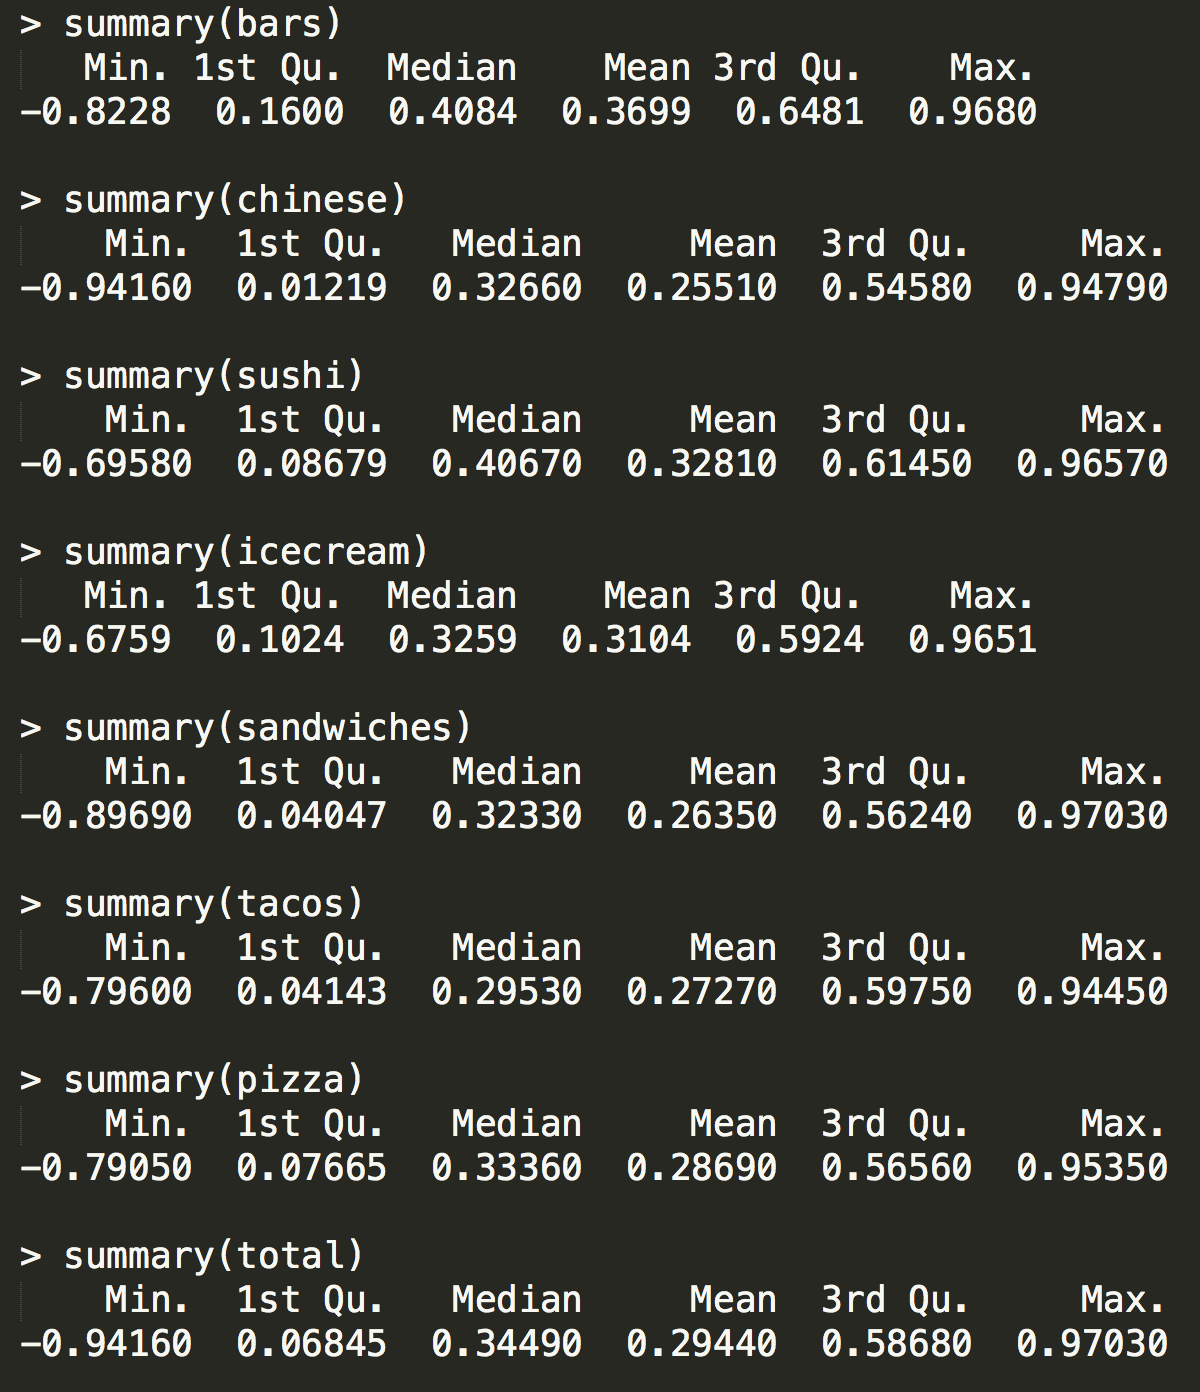 > summary(bars)
Min. 1st Qu. Median Mean 3rd Qu. Max.
-0.8228 0.1600 0.4084 0.3699 0.6481 0.9680
> summary(chinese)
Min. 1st Qu. Median Mean 3rd Qu. Max.
-0.94160 0.01219 0.32660 0.25510 0.54580 0.94790
> summary(sushi)
Min. 1st Qu. Median Mean 3rd Qu. Max.
-0.69580 0.08679 0.40670 0.32810 0.61450 0.96570
> summary(icecream)
Min. 1st Qu. Median Mean 3rd Qu. Max.
-0.6759 0.1024 0.3259 0.3104 0.5924 0.9651
> summary(sandwiches)
Min. 1st Qu. Median Mean 3rd Qu. Max.
-0.89690 0.04047 0.32330 0.26350 0.56240 0.97030
> summary(tacos)
Min. 1st Qu. Median Mean 3rd Qu. Max.
-0.79600 0.04143 0.29530 0.27270 0.59750 0.94450
> summary(pizza)
Min. 1st Qu. Median Mean 3rd Qu. Max.
-0.79050 0.07665 0.33360 0.28690 0.56560 0.95350
> summary(total)
Min. 1st Qu. Median Mean 3rd Qu. Max.
-0.94160 0.06845 0.34490 0.29440 0.58680 0.97030